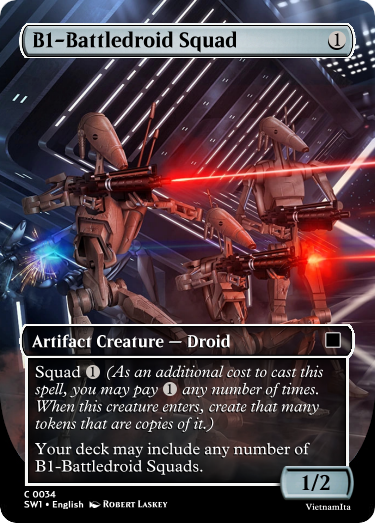 B1-Battledroid Squad 1
Artifact Creature — Droid
Squad 1 (As an additional cost to cast this
spell, you may pay 1 any number of times.
When this creature enters, create that many
tokens that are copies of it.)
Your deck may include any number of
B1-Battledroid Squads.
1/2
C 0034
SW1 • English Robert Laskey
VietnamIta